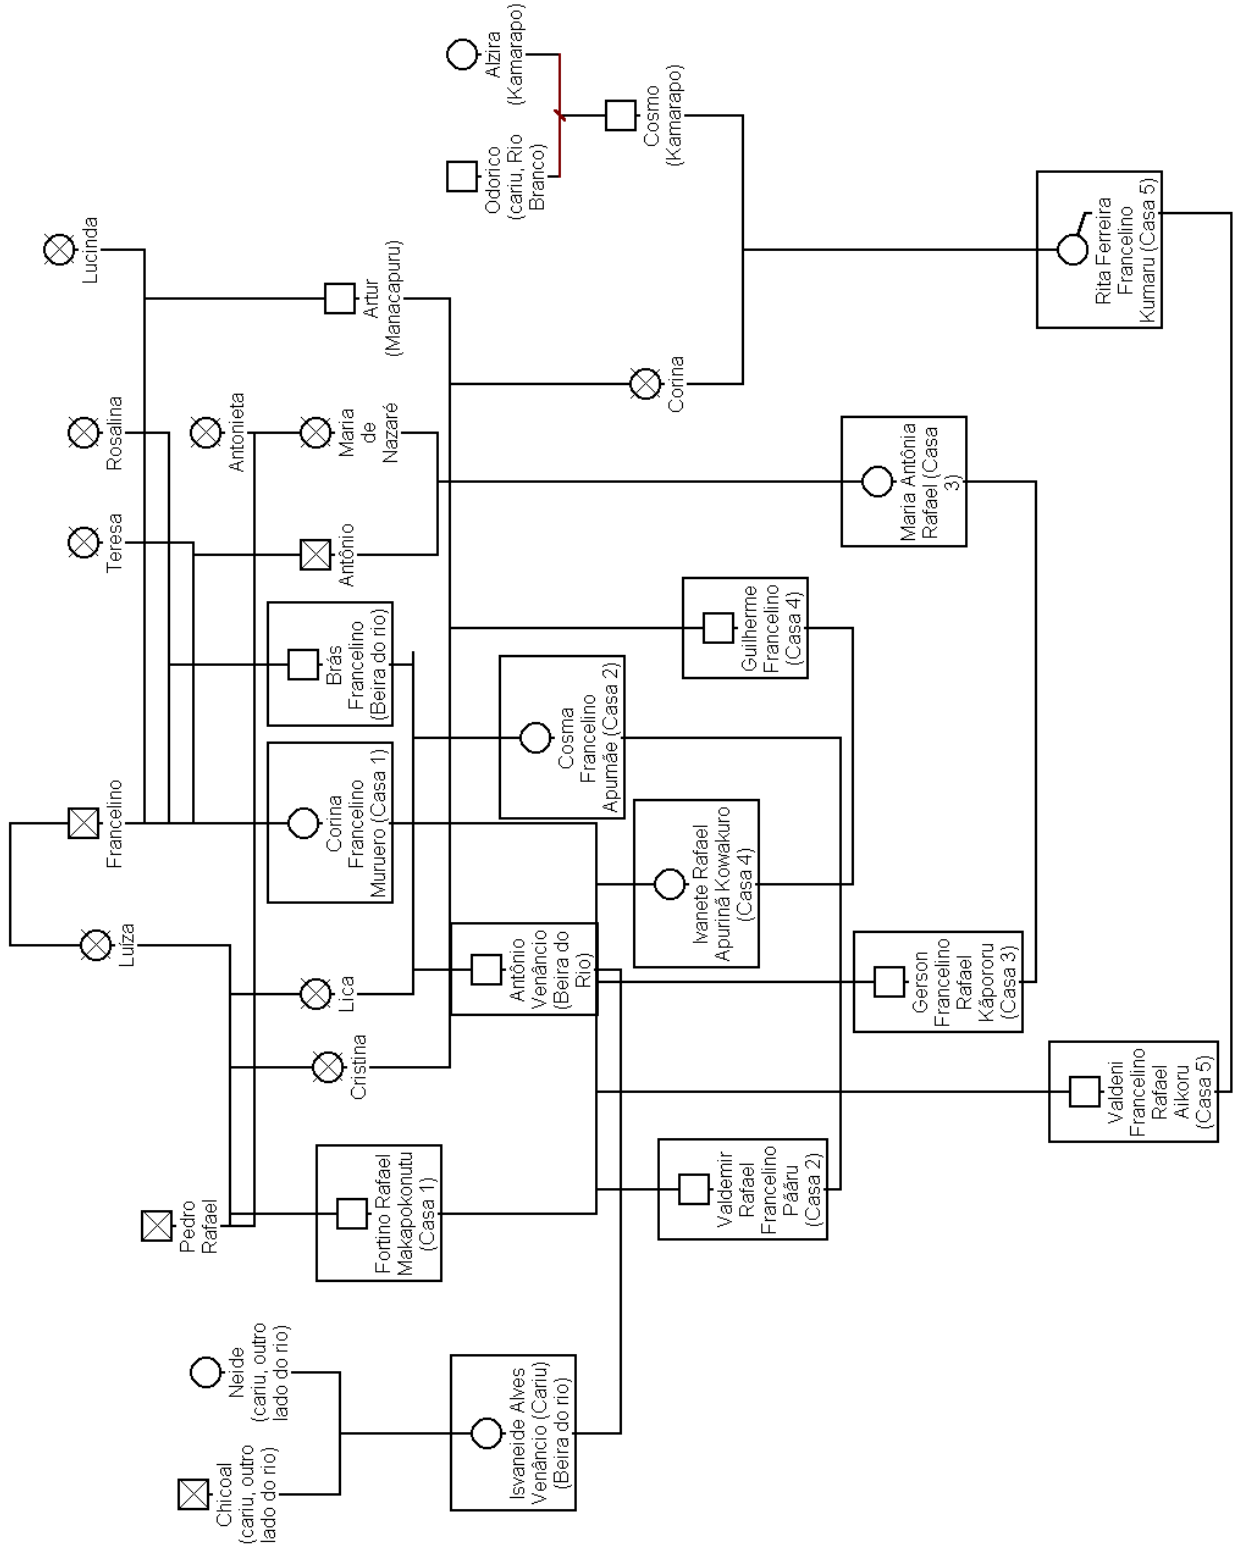 Lucinda
Rosalina
Teresa
Francelino
Luíza
Pedro
Rafael
Chicoal
(cariu, outro
lado do rio)
Neide
(cariu, outro
lado do rio)
Antonieta
Artur
(Manacapuru)
Maria
de
Nazaré
Antônio
Brás
Francelino
(Beira do rio)
Corina
Francelino
Muruero (Casa 1)
Lica
Cristina
Fortino Rafael
Makapokonutu
(Casa 1)
Odorico
(cariu, Rio
Branco)
Alzira
(Kamarapo)
Isvaneide Alves
Venâncio (Cariu)
(Beira do rio)
Antônio
Venâncio
(Beira do
Rio)
Cosma
Francelino
Apumãe (Casa 2)
Cosmo
(Kamarapo)
Corina
Valdemir
Rafael
Francelino
Pããru
(Casa 2)
Ivanete Rafael
Apurinã Kowakuro
(Casa 4)
Guilherme
Francelino
(Casa 4)
Gerson
Francelino
Rafael
Kãpororu
(Casa 3)
Maria Antônia
Rafael (Casa
3)
Valdeni
Francelino
Rafael
Aikoru
(Casa 5)
Rita Ferreira
Francelino
Kumaru (Casa 5)